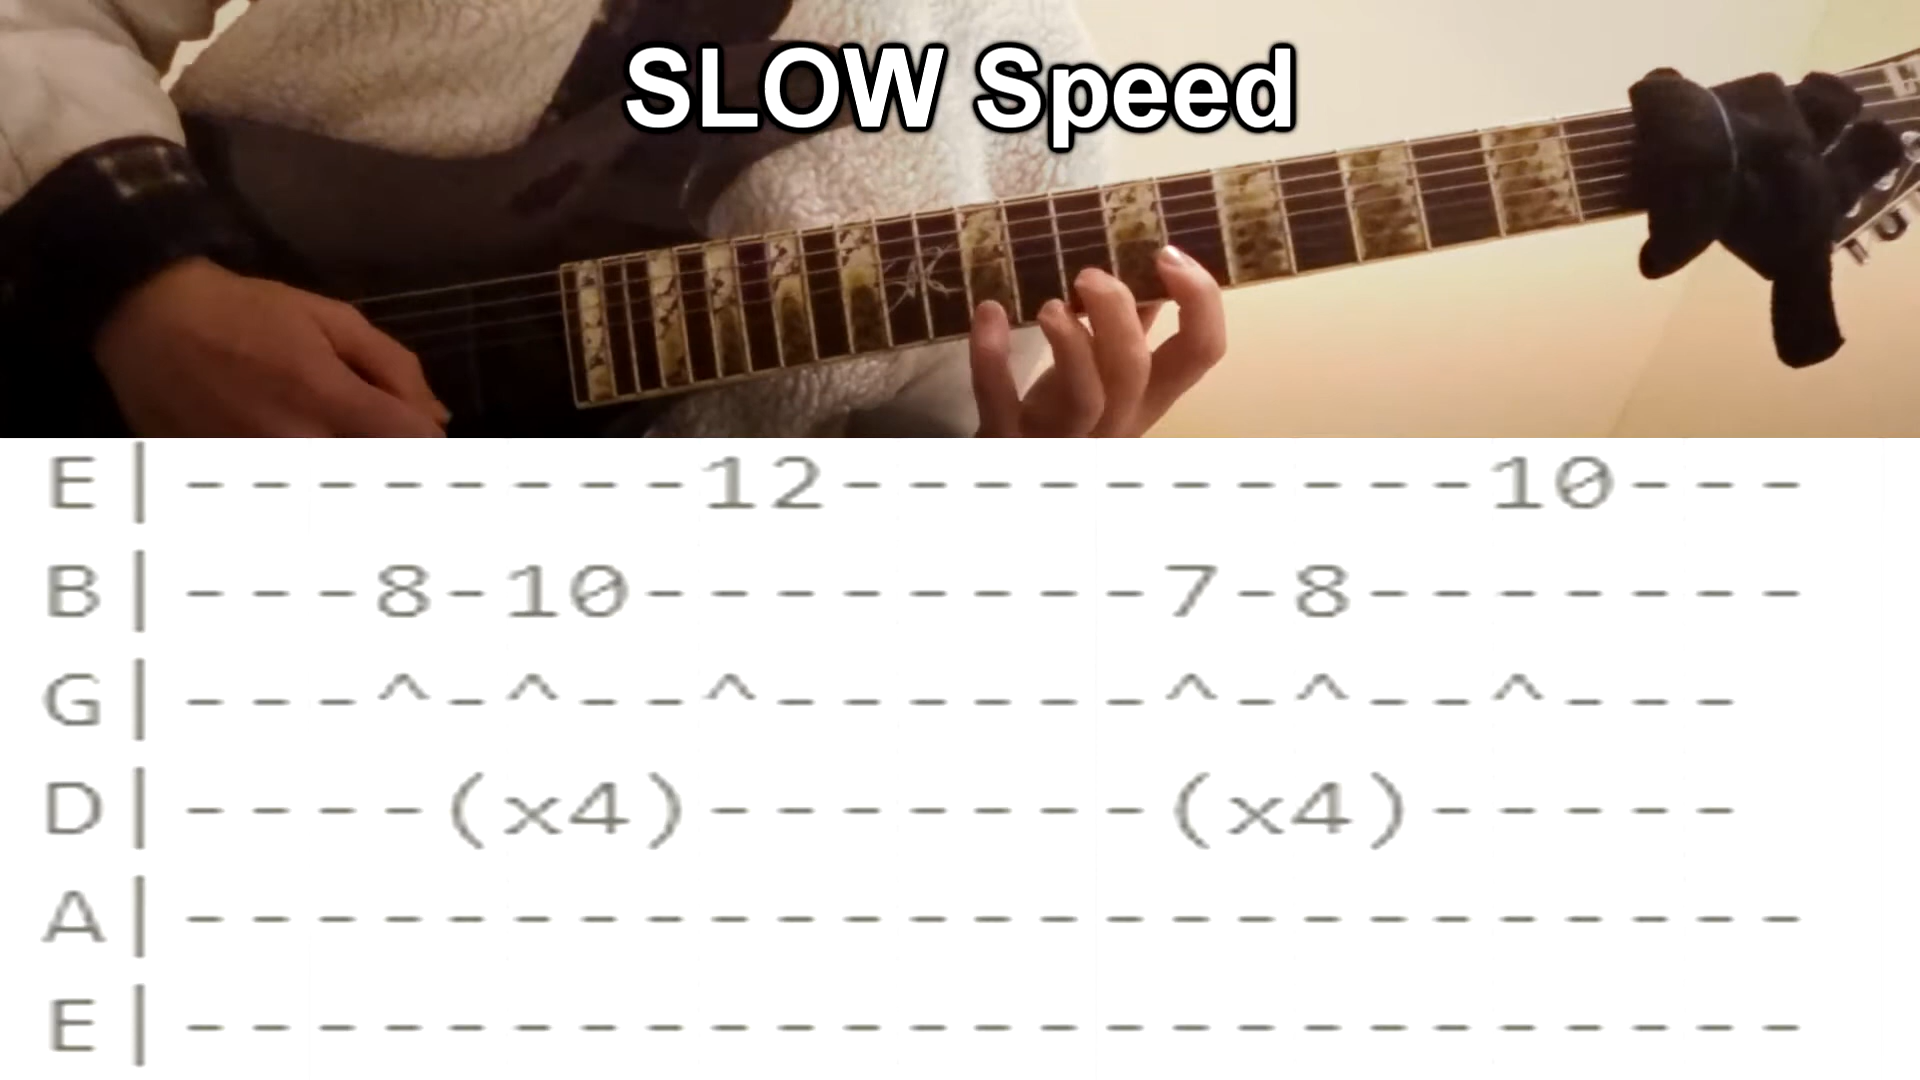 SLOW Speed
E|--------12----------10---
B|---8-10--------7-8-------
G|---^-^--^------^-^--^---
D|----(x4)-------(x4)-----
A|-------------------------
E|-------------------------